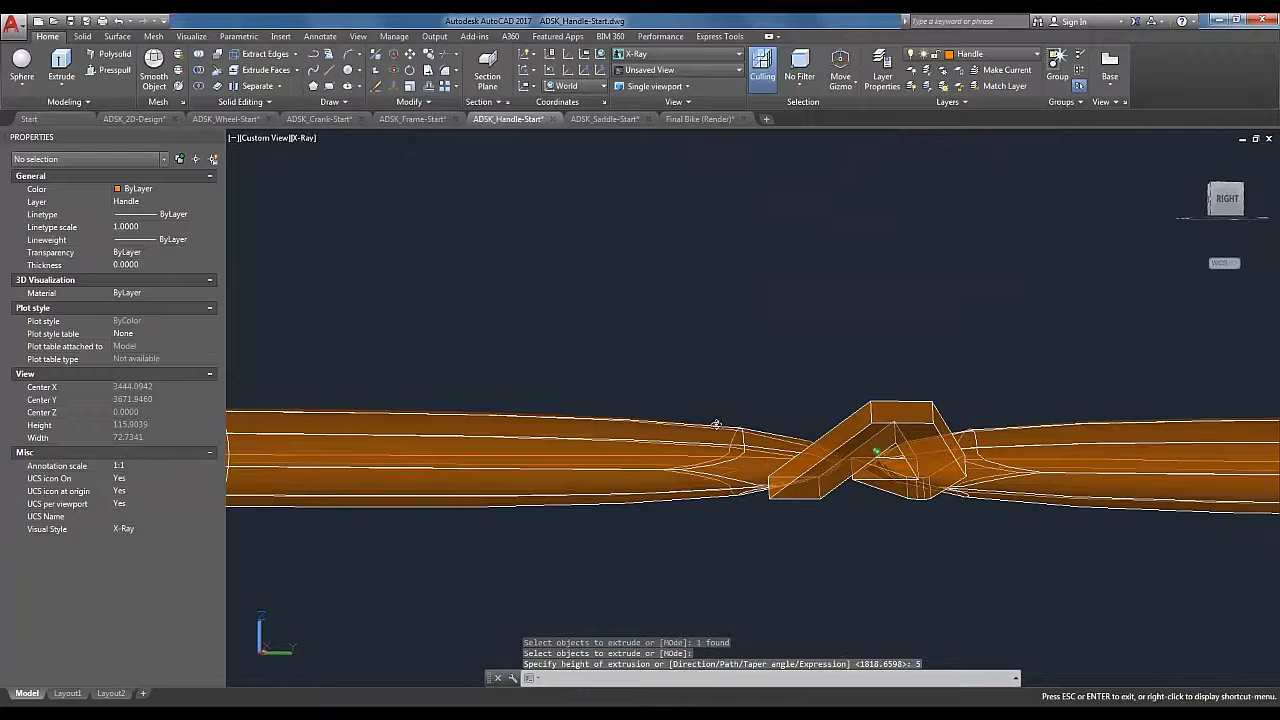 Autodesk AutoCAD 2017 ADSK_Handle-Start.dwg
Type a keyword or phrase
Sign In
Home Solid Surface Mesh Visualize Parametric Insert Annotate View Manage Output Add-ins A360 Featured Apps BIM 360 Performance Express Tools
Polysolid
Presspull
Extract Edges
Extrude Faces
Separate
X-Ray
Unsaved View
Single viewport
World
Handle
Make Current
Match Layer
Sphere Extrude Smooth Object Section Plane Culling No Filter Move Gizmo Layer Properties Group Base
Modeling Mesh Solid Editing Draw Modify Section Coordinates View Selection Layers Groups View
Start ADSK_2D-Design* ADSK_Wheel-Start* ADSK_Crank-Start* ADSK_Frame-Start* ADSK_Handle-Start* ADSK_Saddle-Start* Final Bike (Render)*
PROPERTIES
[−][Custom View][X-Ray]
No selection
General
Color ByLayer
Layer Handle
Linetype ByLayer
Linetype scale 1.0000
Lineweight ByLayer
Transparency ByLayer
Thickness 0.0000
3D Visualization
Material ByLayer
Plot style
Plot style ByColor
Plot style table None
Plot table attached to Model
Plot table type Not available
View
Center X 3444.0942
Center Y 3671.9460
Center Z 0.0000
Height 115.9039
Width 72.7341
Misc
Annotation scale 1:1
UCS icon On Yes
UCS icon at origin Yes
UCS per viewport Yes
UCS Name
Visual Style X-Ray
RIGHT
WCS
Z
X Y
Select objects to extrude or [MOde]: 1 found
Select objects to extrude or [MOde]:
Specify height of extrusion or [Direction/Path/Taper angle/Expression] <1818.6598>: 5
Model Layout1 Layout2 +
Press ESC or ENTER to exit, or right-click to display shortcut-menu.